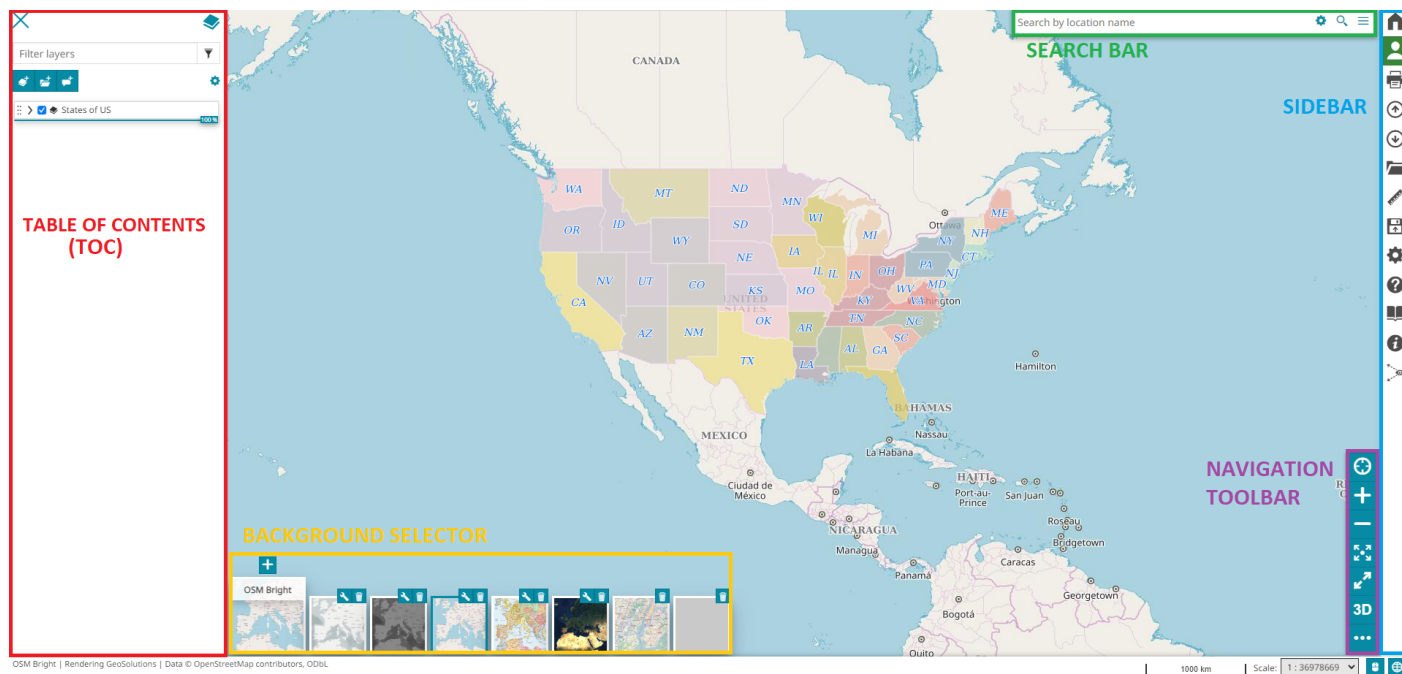 Search by location name
SEARCH BAR
Filter layers
States of US
100 %
TABLE OF CONTENTS
(TOC)
SIDEBAR
CANADA
WA
MT
ND
MN
OR
ID
SD
WI
WY
MI
Ottawa
ME
NH
NY
CT
NE
IA
PA
NJ
NV
UT
CO
KS
IL
IL
IN
OH
MD
WV
VA
Washington
UNITED
STATES
MO
KY
CA
OK
TN
NC
AZ
NM
AR
SC
AL
GA
TX
LA
Hamilton
BAHAMAS
Nassau
MEXICO
La Habana
Ciudad de
México
HAITI
Port-au-
Prince
San Juan
NICARAGUA
Managua
Roseau
Bridgetown
Panamá
Caracas
Georgetown
Bogotá
Quito
NAVIGATION
TOOLBAR
3D
BACKGROUND SELECTOR
OSM Bright
OSM Bright | Rendering GeoSolutions | Data © OpenStreetMap contributors, ODbL
1000 km
Scale:
1 : 36978669